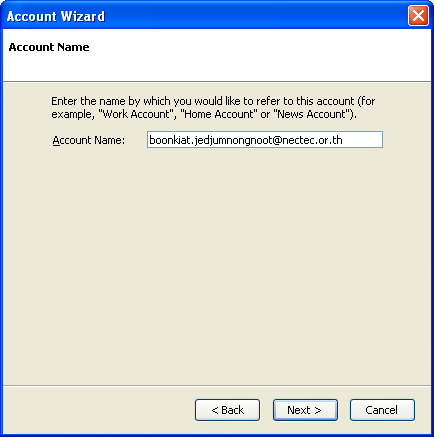 Account Wizard
Account Name
Enter the name by which you would like to refer to this account (for
example, "Work Account", "Home Account" or "News Account").
Account Name: boonkiat.jedjumnongnoot@nectec.or.th
< Back Next > Cancel